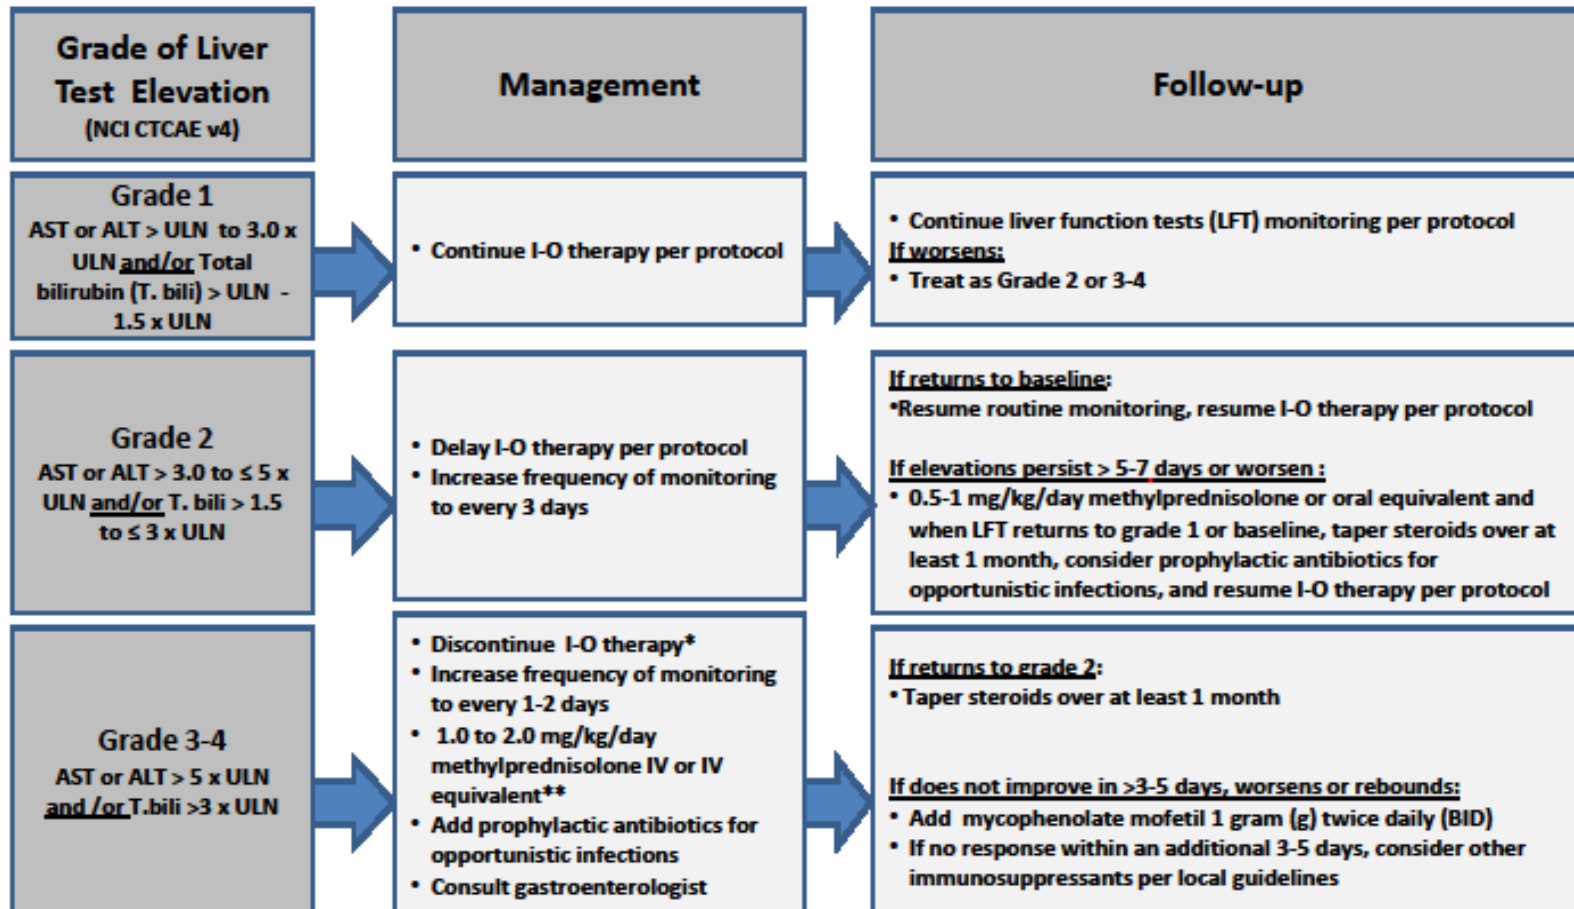 Grade of Liver
Test Elevation
(NCI CTCAE v4)
Management
Follow-up
Grade 1
AST or ALT > ULN to 3.0 x
ULN and/or Total
bilirubin (T. bili) > ULN -
1.5 x ULN
• Continue I-O therapy per protocol
• Continue liver function tests (LFT) monitoring per protocol
If worsens:
• Treat as Grade 2 or 3-4
Grade 2
AST or ALT > 3.0 to ≤ 5 x
ULN and/or T. bili > 1.5
to ≤ 3 x ULN
• Delay I-O therapy per protocol
• Increase frequency of monitoring
to every 3 days
If returns to baseline:
•Resume routine monitoring, resume I-O therapy per protocol
If elevations persist > 5-7 days or worsen :
• 0.5-1 mg/kg/day methylprednisolone or oral equivalent and
when LFT returns to grade 1 or baseline, taper steroids over at
least 1 month, consider prophylactic antibiotics for
opportunistic infections, and resume I-O therapy per protocol
Grade 3-4
AST or ALT > 5 x ULN
and /or T.bili >3 x ULN
• Discontinue I-O therapy*
• Increase frequency of monitoring
to every 1-2 days
• 1.0 to 2.0 mg/kg/day
methylprednisolone IV or IV
equivalent**
• Add prophylactic antibiotics for
opportunistic infections
• Consult gastroenterologist
If returns to grade 2:
• Taper steroids over at least 1 month
If does not improve in >3-5 days, worsens or rebounds:
• Add mycophenolate mofetil 1 gram (g) twice daily (BID)
• If no response within an additional 3-5 days, consider other
immunosuppressants per local guidelines